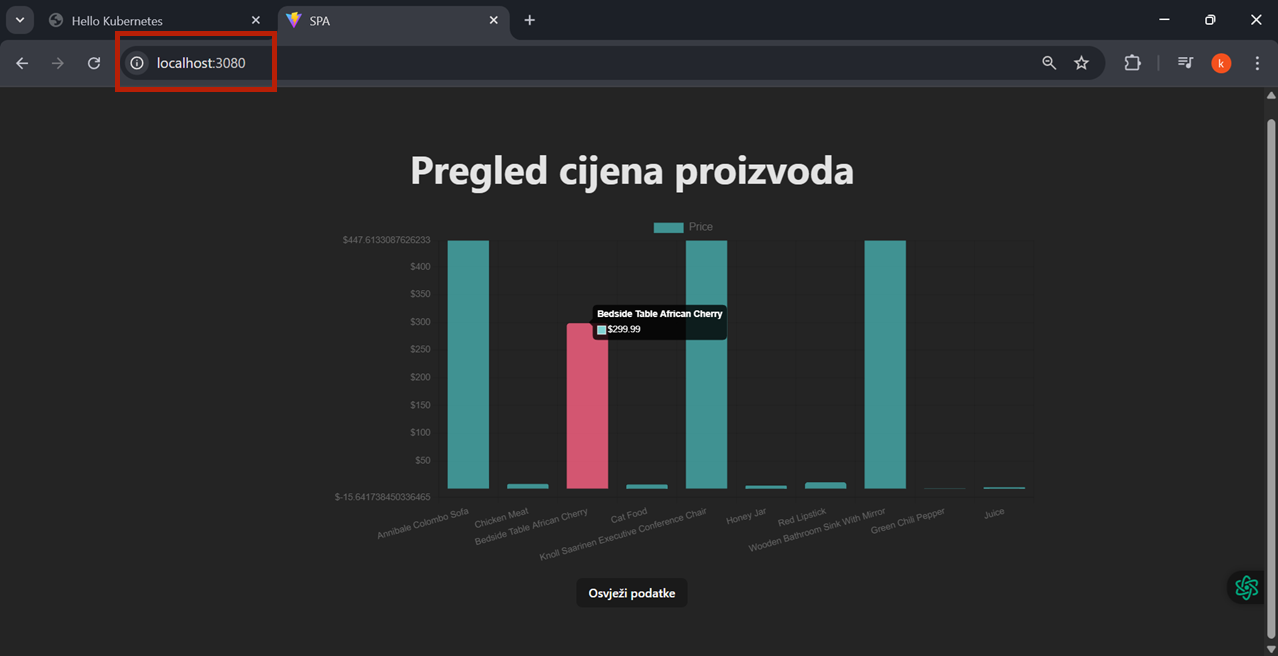 Hello Kubernetes
SPA
localhost:3080
k
Pregled cijena proizvoda
Price
$447.6133087626233
$400
$350
$300
$250
$200
$150
$100
$50
$-15.641738450336465
Bedside Table African Cherry
$299.99
Annibale Colombo Sofa
Chicken Meat
Bedside Table African Cherry
Cat Food
Knoll Saarinen Executive Conference Chair
Honey Jar
Red Lipstick
Wooden Bathroom Sink With Mirror
Green Chili Pepper
Juice
Osvježi podatke